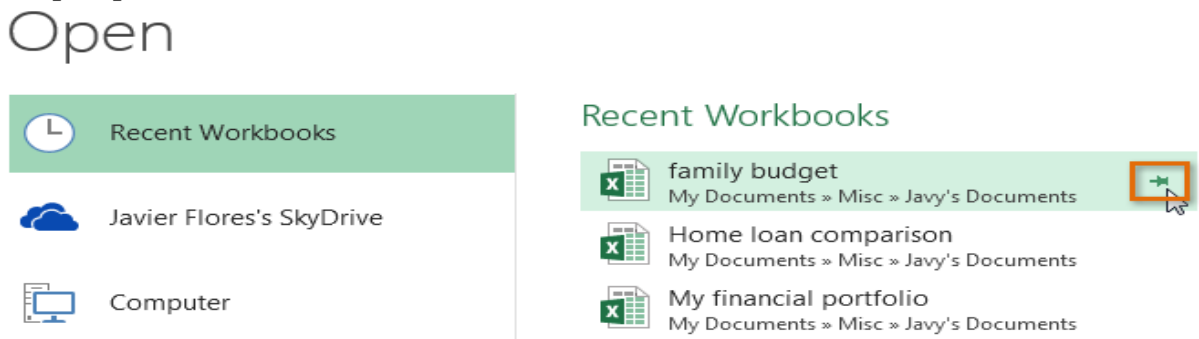 Open
Recent Workbooks
Javier Flores's SkyDrive
Computer
Recent Workbooks
family budget
My Documents » Misc » Javy's Documents
Home loan comparison
My Documents » Misc » Javy's Documents
My financial portfolio
My Documents » Misc » Javy's Documents